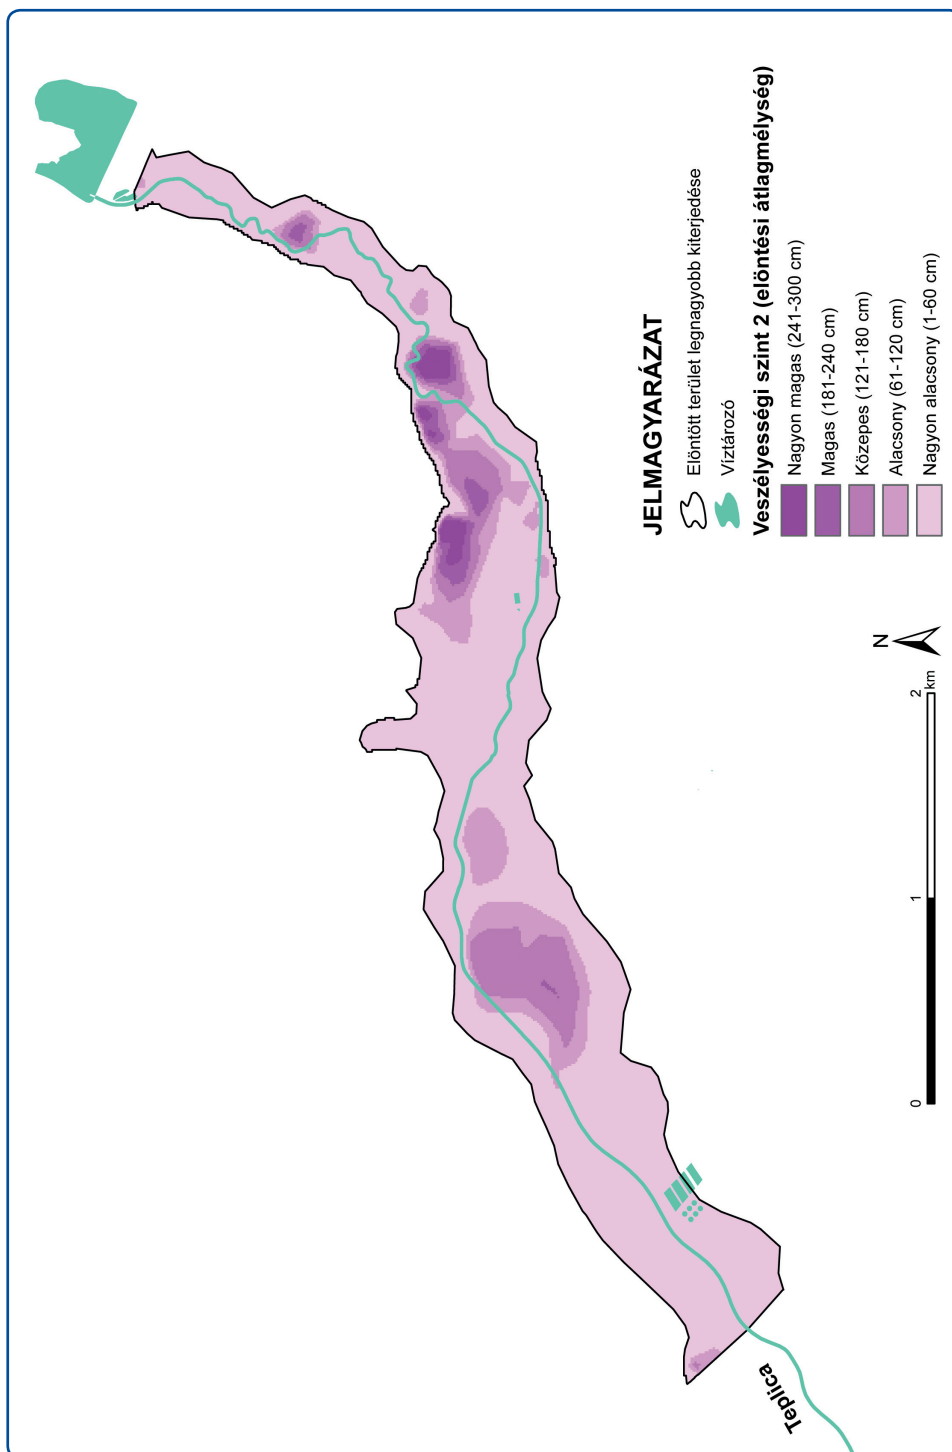 JELMAGYARÁZAT
Elöntött terület legnagyobb kiterjedése
Víztározó
Veszélyességi szint 2 (elöntési átlagmélység)
Nagyon magas (241-300 cm)
Magas (181-240 cm)
Közepes (121-180 cm)
Alacsony (61-120 cm)
Nagyon alacsony (1-60 cm)
N
0 1 2
km
Teplica